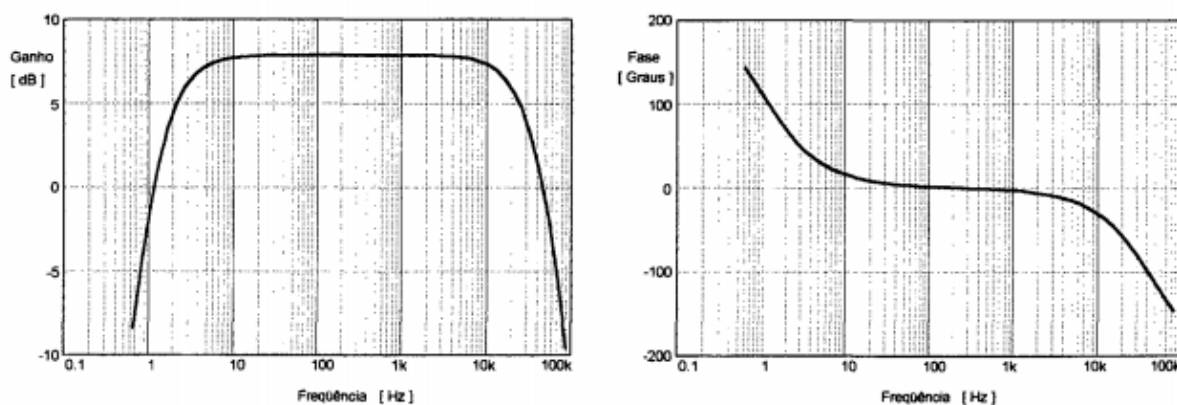 10
Ganho
[ dB ]
5
0
-5
-10
0.1 1 10 100 1k 10k 100k
Freqüência [ Hz ]
200
Fase
[ Graus ]
100
0
-100
-200
0.1 1 10 100 1k 10k 100k
Freqüência [ Hz ]